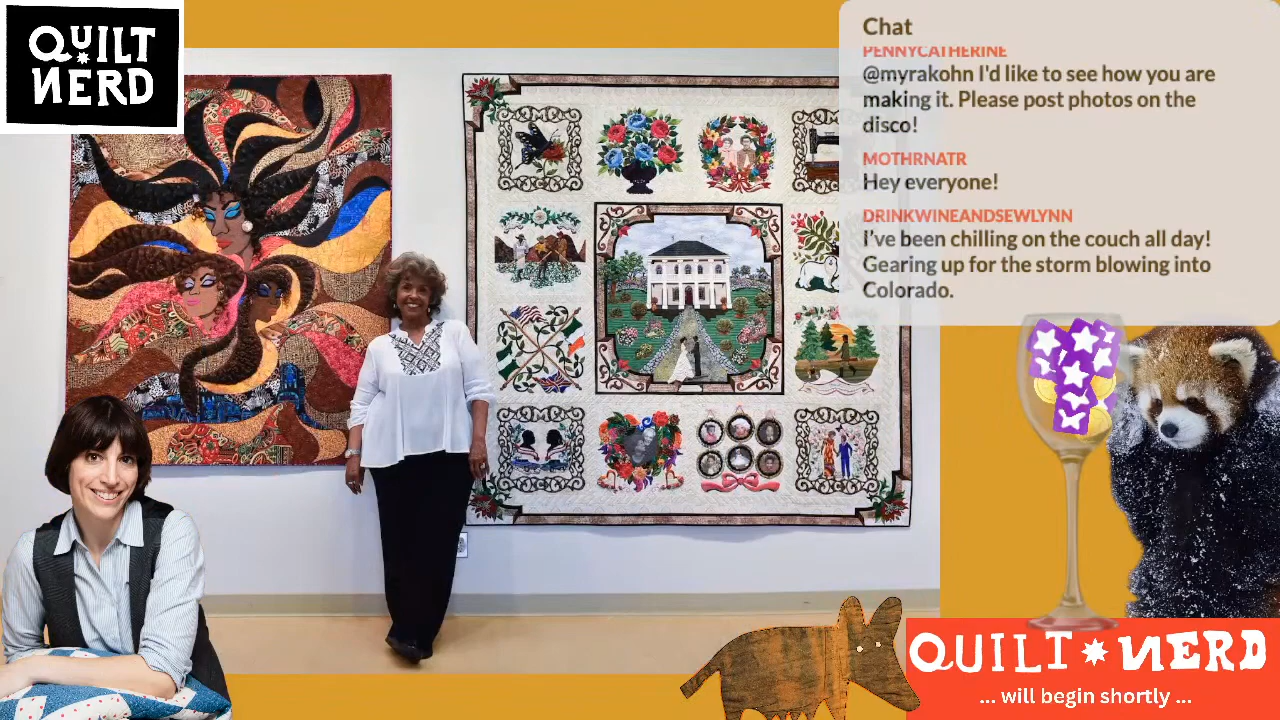 QUILT
NERD
Chat
PENNYCATHERINE
@myrakohn I'd like to see how you are
making it. Please post photos on the
disco!
MOTHRNATR
Hey everyone!
DRINKWINEANDSEWLYNN
I've been chilling on the couch all day!
Gearing up for the storm blowing into
Colorado.
QUILT NERD
... will begin shortly ...